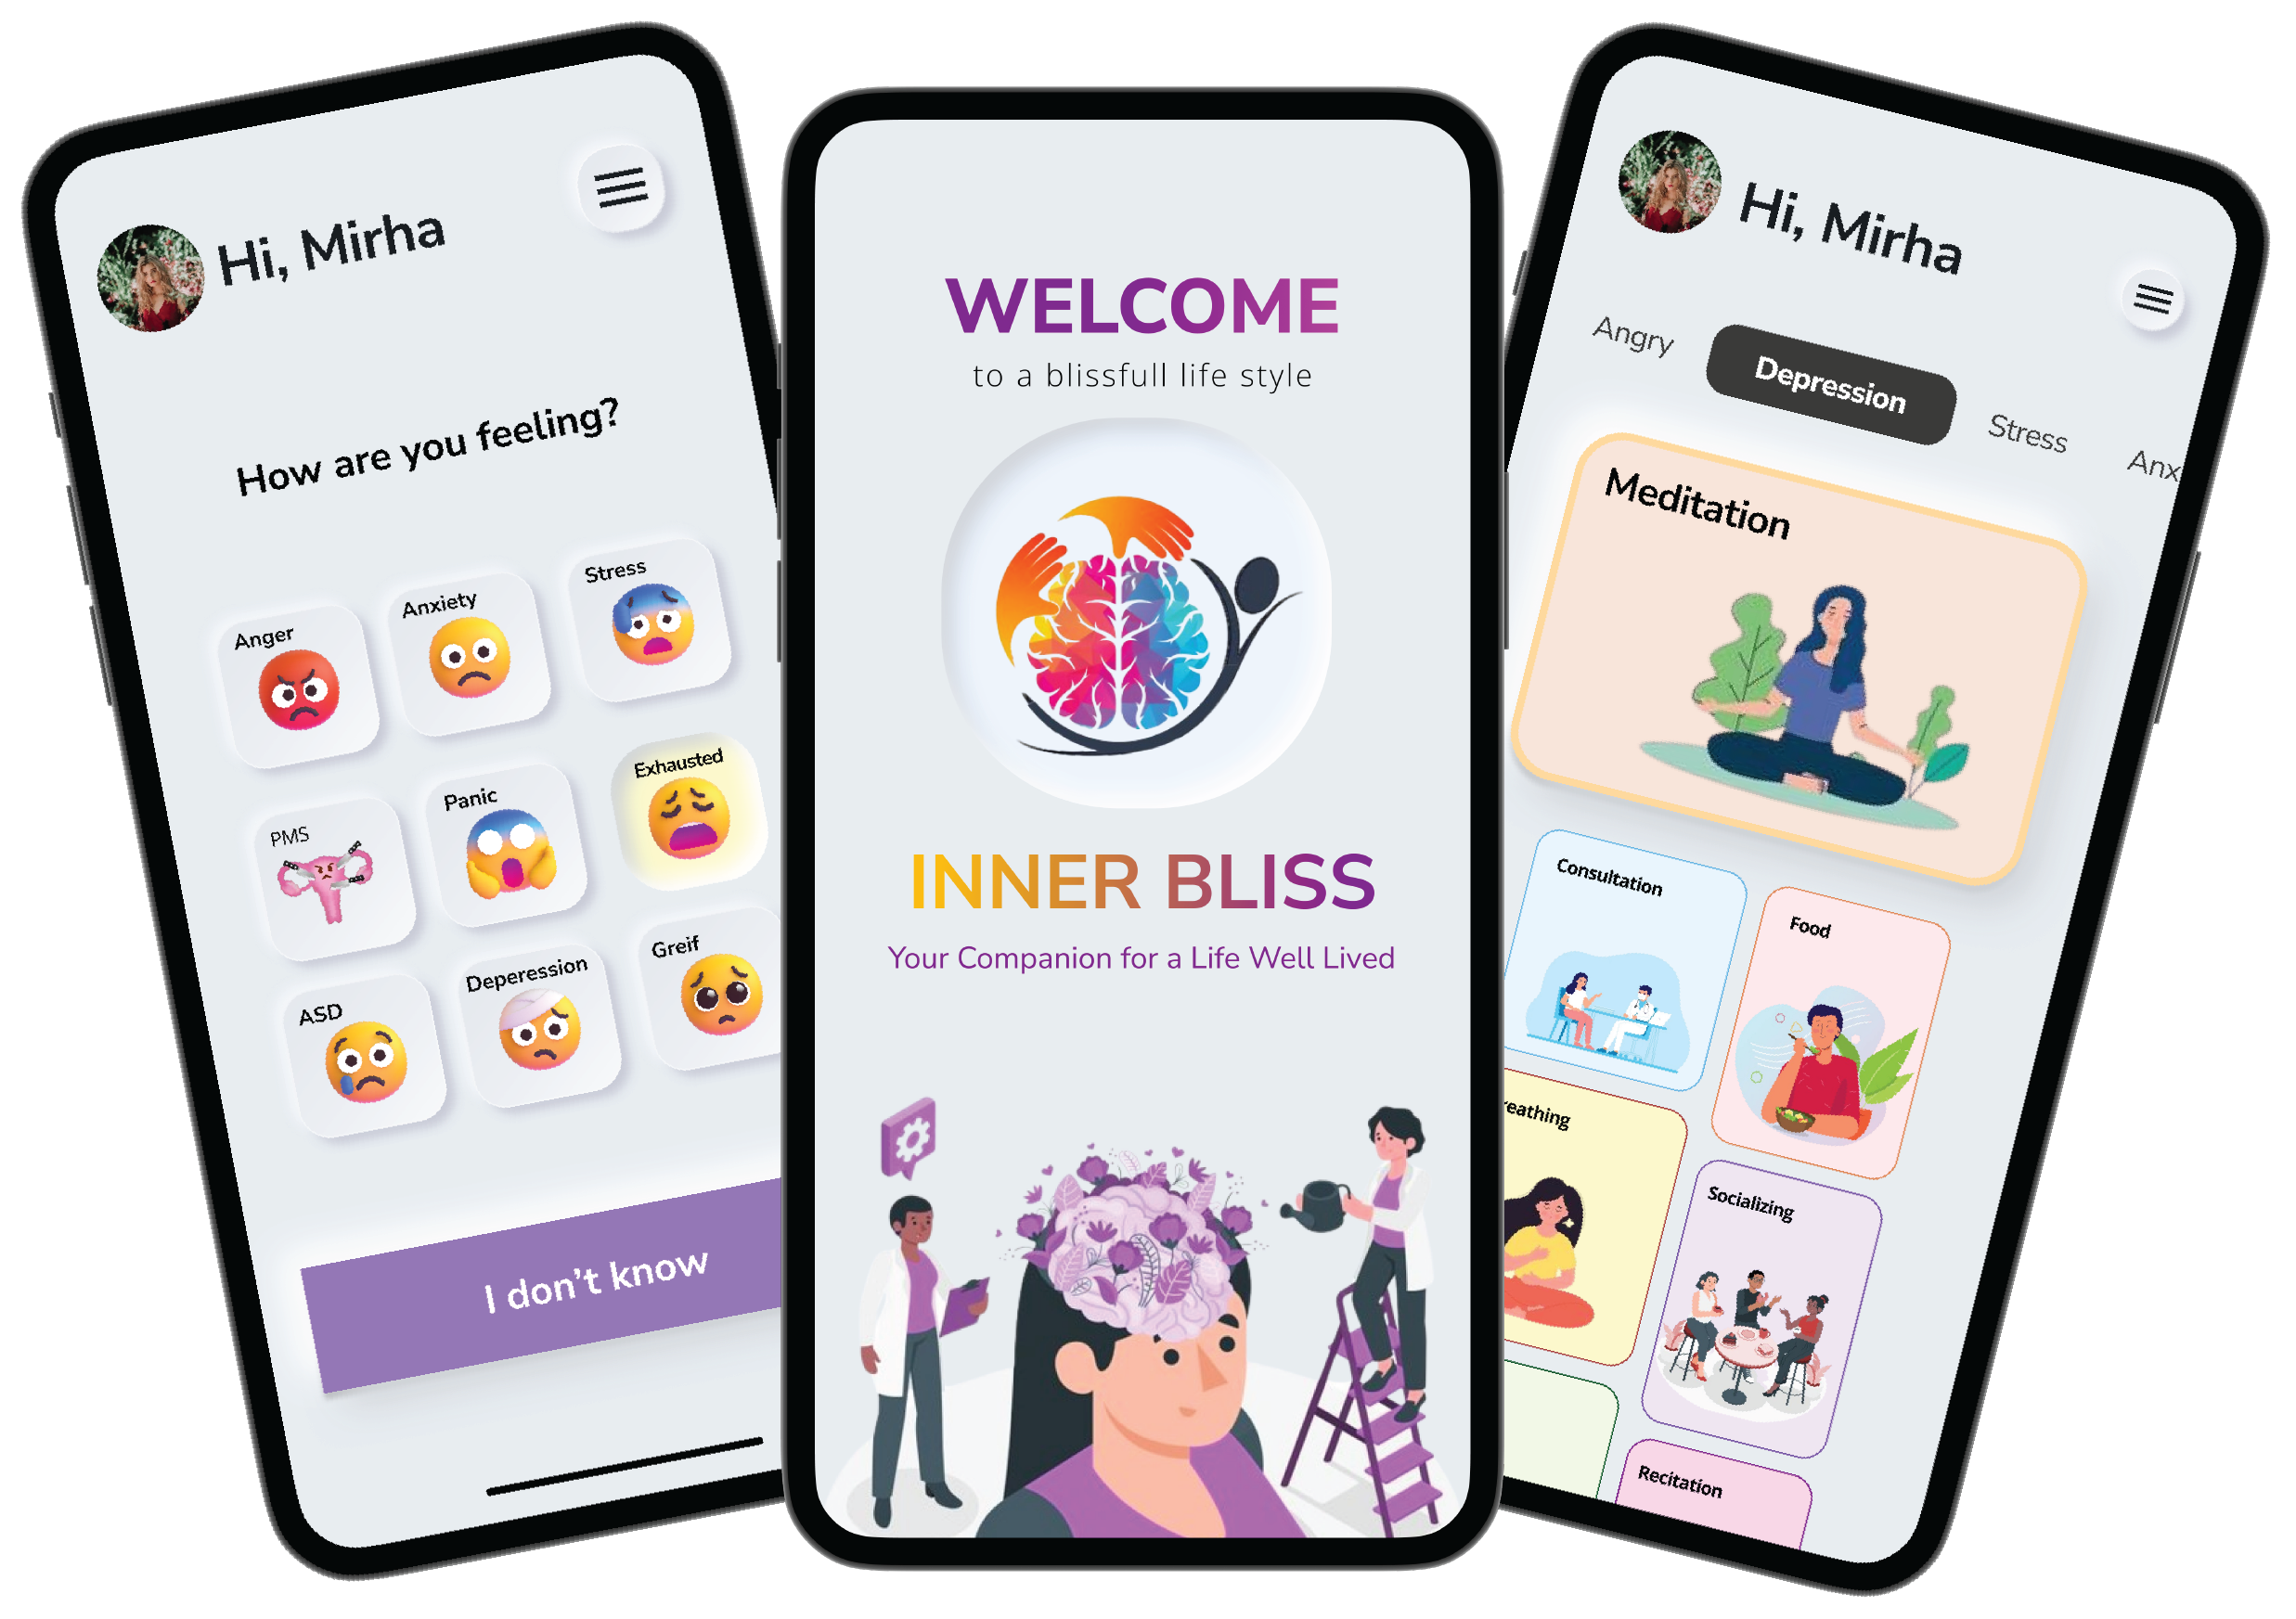 Hi, Mirha
How are you feeling?
Anger
Anxiety
Stress
PMS
Panic
Exhausted
ASD
Deperession
Greif
I don't know
WELCOME
to a blissfull life style
INNER BLISS
Your Companion for a Life Well Lived
Hi, Mirha
Angry
Depression
Stress
Anx
Meditation
Consultation
Food
reathing
Socializing
Recitation